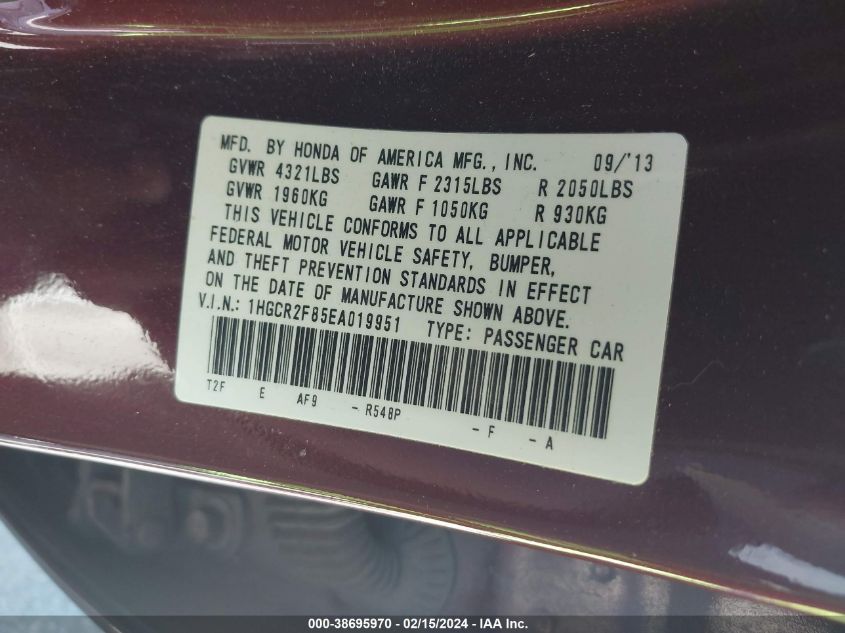 MFD. BY HONDA OF AMERICA MFG., INC. 09/'13
GVWR 4321LBS GAWR F 2315LBS R 2050LBS
GVWR 1960KG GAWR F 1050KG R 930KG
THIS VEHICLE CONFORMS TO ALL APPLICABLE
FEDERAL MOTOR VEHICLE SAFETY, BUMPER,
AND THEFT PREVENTION STANDARDS IN EFFECT
ON THE DATE OF MANUFACTURE SHOWN ABOVE.
V.I.N.: 1HGCR2F85EA019951 TYPE: PASSENGER CAR
T2F E AF9 - R548P - F - A
000-38695970 - 02/15/2024 - IAA Inc.